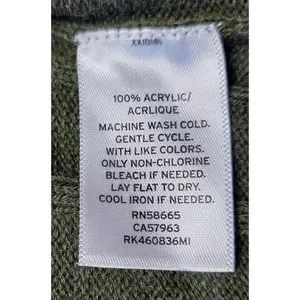 100% ACRYLIC/
ACRLIQUE
MACHINE WASH COLD.
GENTLE CYCLE.
WITH LIKE COLORS.
ONLY NON-CHLORINE
BLEACH IF NEEDED.
LAY FLAT TO DRY.
COOL IRON IF NEEDED.
RN58665
CA57963
RK460836MI